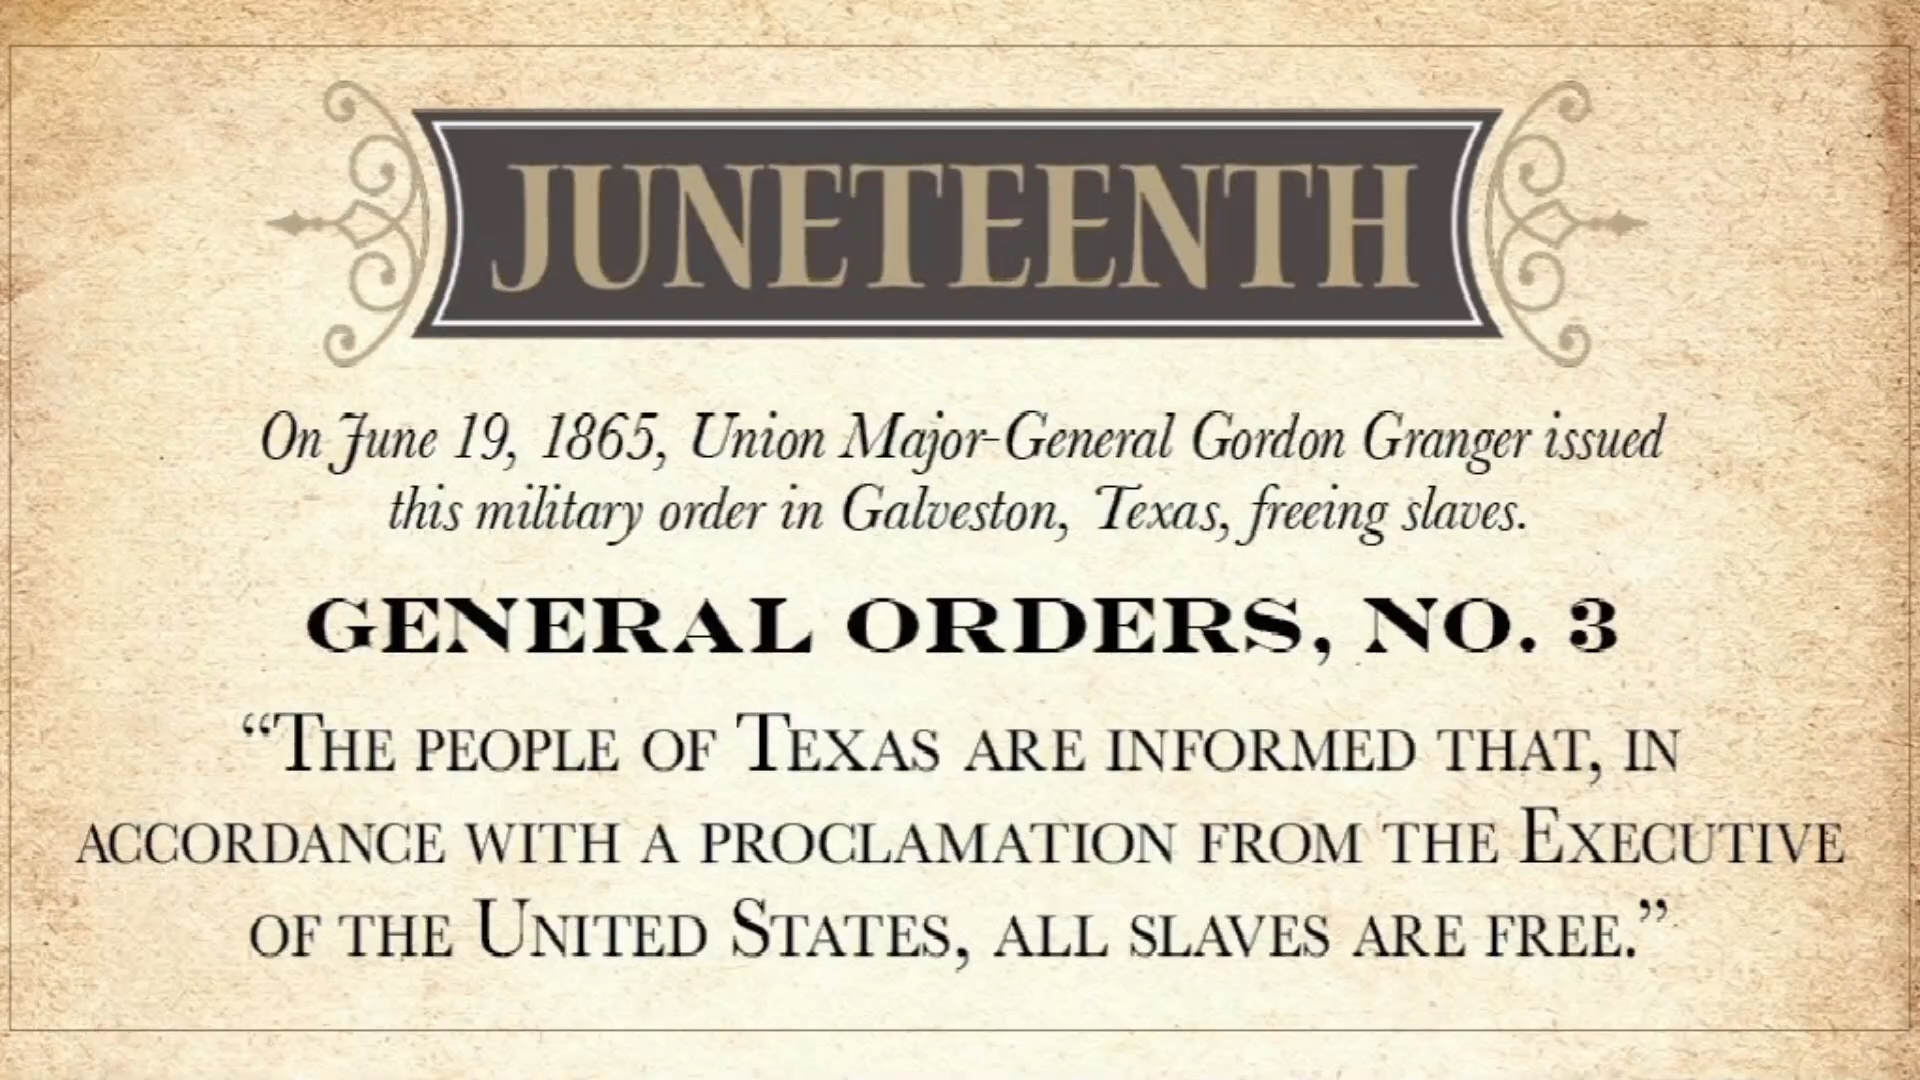 JUNETEENTH
On June 19, 1865, Union Major-General Gordon Granger issued
this military order in Galveston, Texas, freeing slaves.
GENERAL ORDERS, NO. 3
“The people of Texas are informed that, in
accordance with a proclamation from the Executive
of the United States, all slaves are free.”